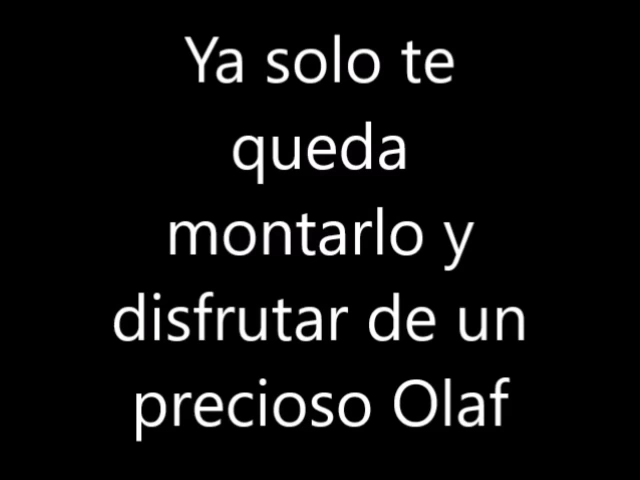 Ya solo te
queda
montarlo y
disfrutar de un
precioso Olaf